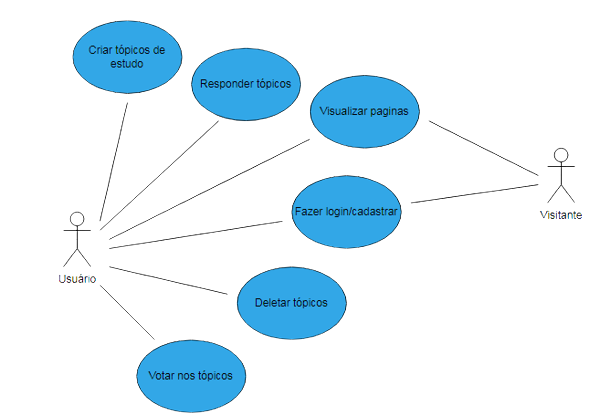 Criar tópicos de
estudo
Responder tópicos
Visualizar paginas
Fazer login/cadastrar
Visitante
Usuário
Deletar tópicos
Votar nos tópicos